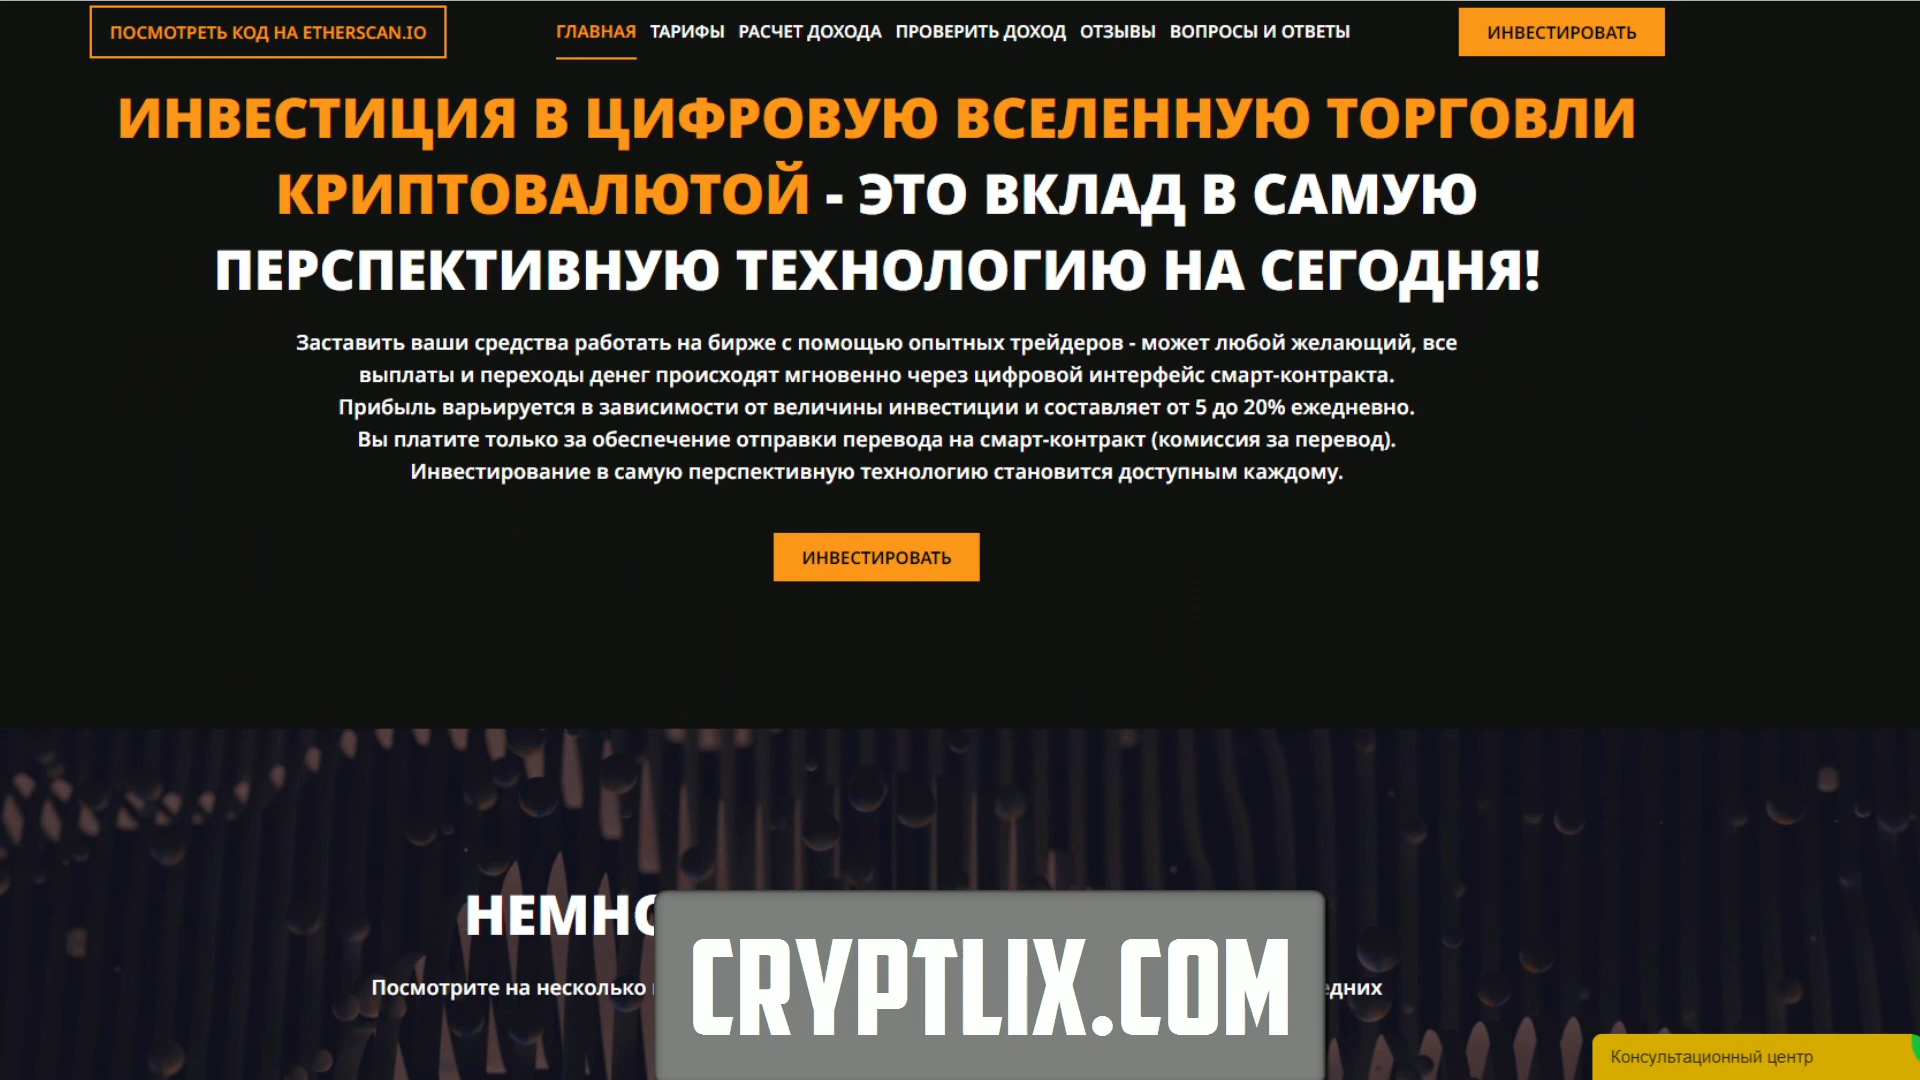 ПОСМОТРЕТЬ КОД НА ETHERSCAN.IO
ГЛАВНАЯ ТАРИФЫ РАСЧЕТ ДОХОДА ПРОВЕРИТЬ ДОХОД ОТЗЫВЫ ВОПРОСЫ И ОТВЕТЫ
ИНВЕСТИРОВАТЬ
ИНВЕСТИЦИЯ В ЦИФРОВУЮ ВСЕЛЕННУЮ ТОРГОВЛИ
КРИПТОВАЛЮТОЙ - ЭТО ВКЛАД В САМУЮ
ПЕРСПЕКТИВНУЮ ТЕХНОЛОГИЮ НА СЕГОДНЯ!
Заставить ваши средства работать на бирже с помощью опытных трейдеров - может любой желающий, все
выплаты и переходы денег происходят мгновенно через цифровой интерфейс смарт-контракта.
Прибыль варьируется в зависимости от величины инвестиции и составляет от 5 до 20% ежедневно.
Вы платите только за обеспечение отправки перевода на смарт-контракт (комиссия за перевод).
Инвестирование в самую перспективную технологию становится доступным каждому.
ИНВЕСТИРОВАТЬ
Посмотрите на несколько
CRYPTLIX.COM
Консультационный центр